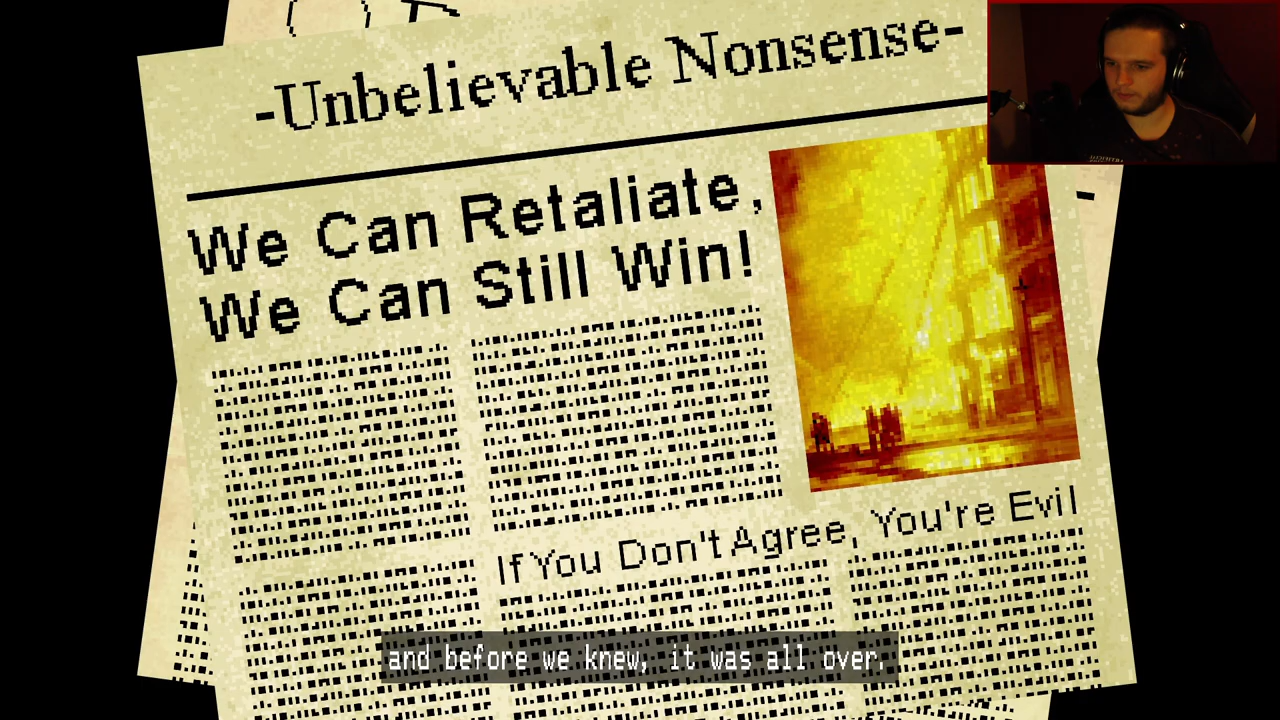 -Unbelievable Nonsense-
We Can Retaliate,
We Can Still Win!
If You Don't Agree, You're Evil
and before we knew, it was all over.